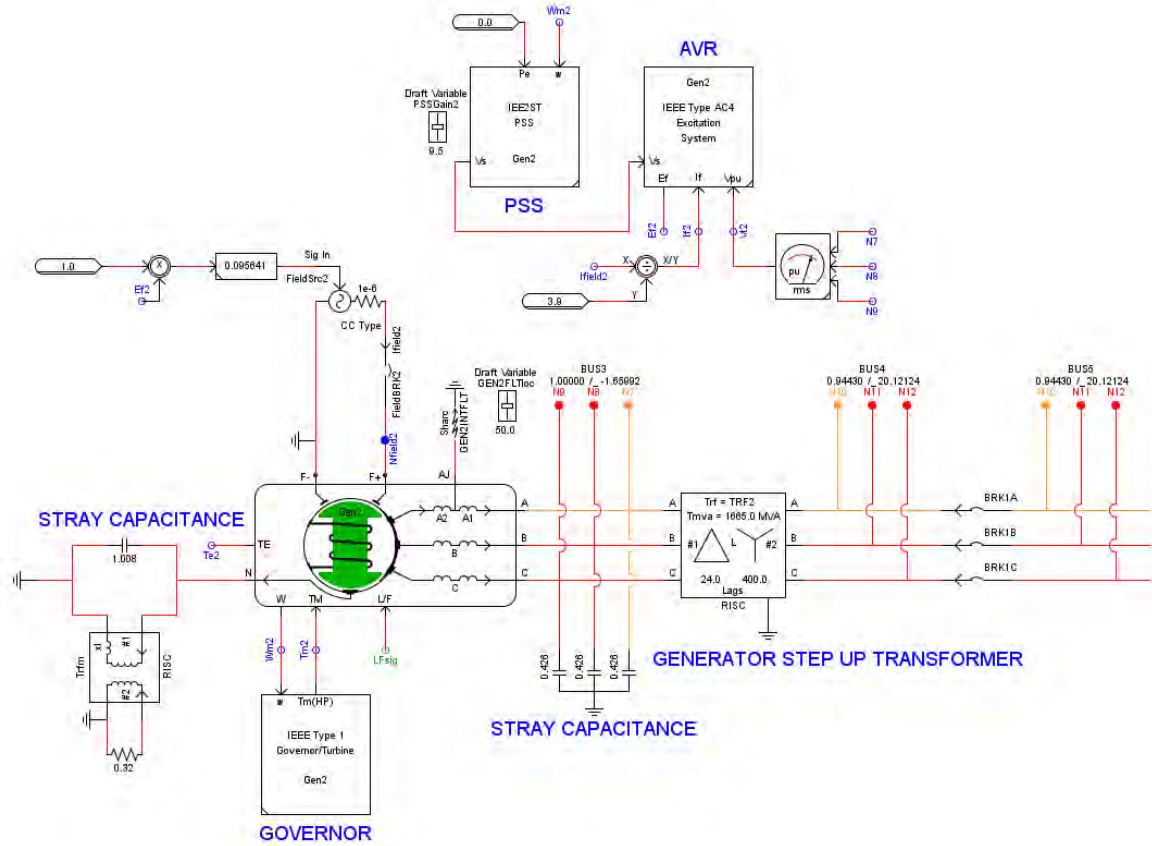 0.0
Wm2
AVR
Pe
w
Gen2
Draft Variable
PSSGain2
9.5
IEE2ST
PSS
Gen2
Vs
IEEE Type AC4
Excitation
System
Vs
Ef
If
Vpu
PSS
Ef2
If2
Vt2
N7
N8
N9
pu
rms
1.0
X
Ef2
0.095641
Sig In
FieldSrc2
1e-6
CC Type
Ifield2
X
X/Y
÷
3.9
Y
Ifield2
FieldBRK2
Nfield2
Sharc
GEN2INTFLT
Draft Variable
GEN2FLTloc
50.0
BUS3
1.00000 /_ -1.65992
N9
N8
N7
BUS4
0.94430 /_ 20.12124
N10
N11
N12
BUS5
0.94430 /_ 20.12124
N10
N11
N12
F-
F+
AJ
STRAY CAPACITANCE
1.008
Te2
TE
N
Gen2
A2
A1
B
C
A
B
C
W
TM
L/F
Trf = TRF2
Tmva = 1665.0 MVA
A
B
C
#1
L
#2
A
B
C
24.0
400.0
Lags
RISC
BRK1A
BRK1B
BRK1C
Wm2
Tm2
LFsig
Trfm
xl
#1
#2
RISC
0.32
0.426
0.426
0.426
GENERATOR STEP UP TRANSFORMER
STRAY CAPACITANCE
w
Tm(HP)
IEEE Type 1
Governor/Turbine
Gen2
GOVERNOR